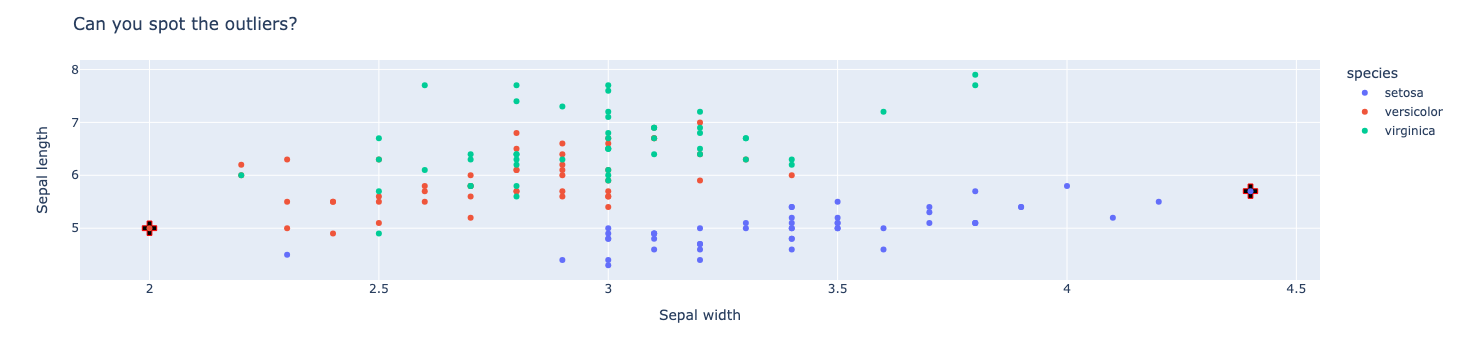 Can you spot the outliers?
species
setosa
versicolor
virginica
Sepal length
8
7
6
5
2
2.5
3
3.5
4
4.5
Sepal width